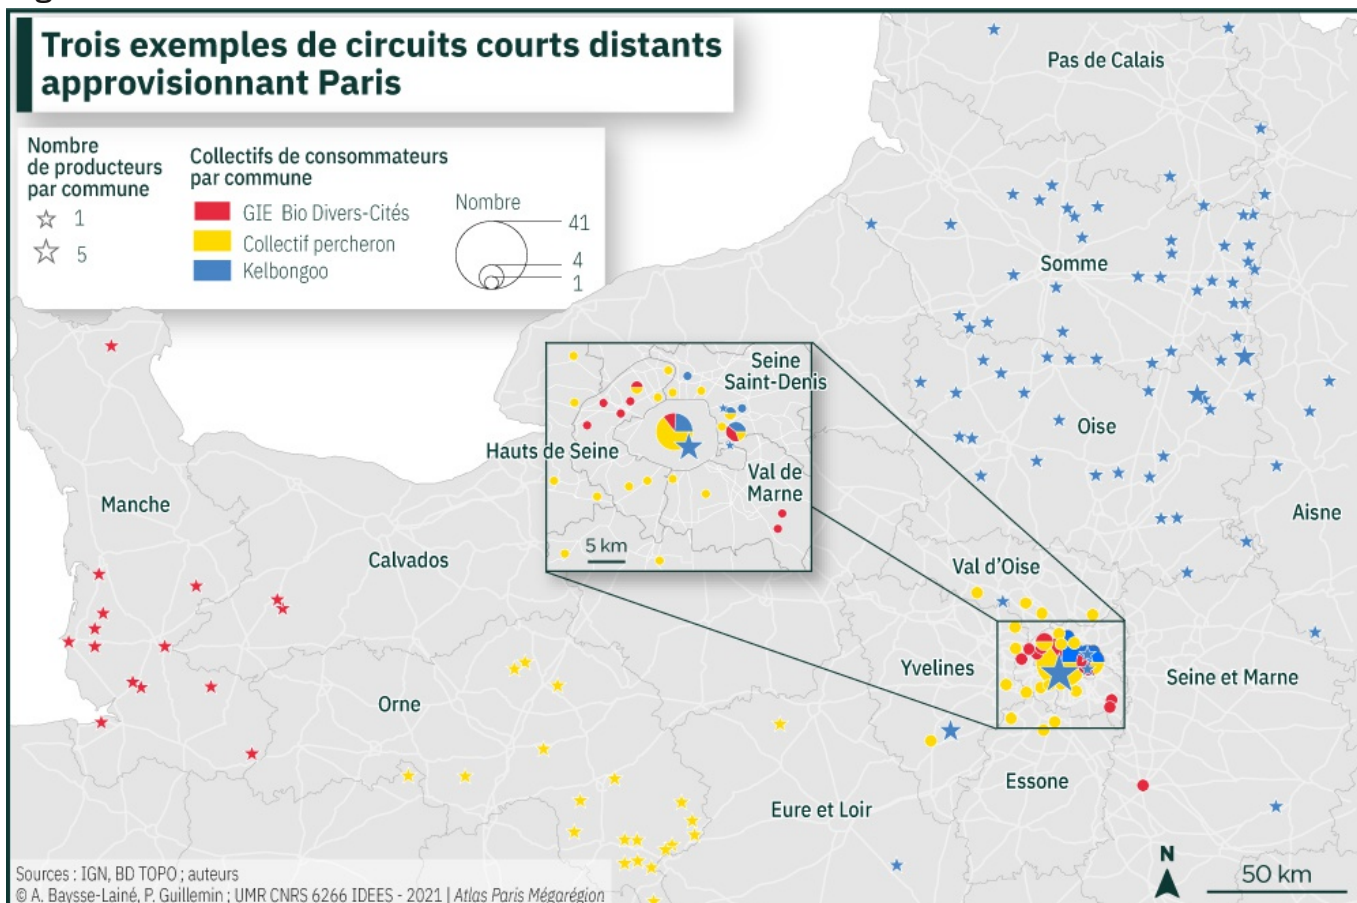 Trois exemples de circuits courts distants
approvisionnant Paris
Nombre
de producteurs
par commune
1
5
Collectifs de consommateurs
par commune
GIE Bio Divers-Cités
Collectif percheron
Kelbongoo
Nombre
41
4
1
Pas de Calais
Somme
Oise
Aisne
Seine
Saint-Denis
Hauts de Seine
Val de
Marne
5 km
Manche
Calvados
Val d'Oise
Yvelines
Seine et Marne
Orne
Essone
Eure et Loir
N
50 km
Sources : IGN, BD TOPO ; auteurs
© A. Baysse-Lainé, P. Guillemin ; UMR CNRS 6266 IDEES - 2021 | Atlas Paris Mégarégion